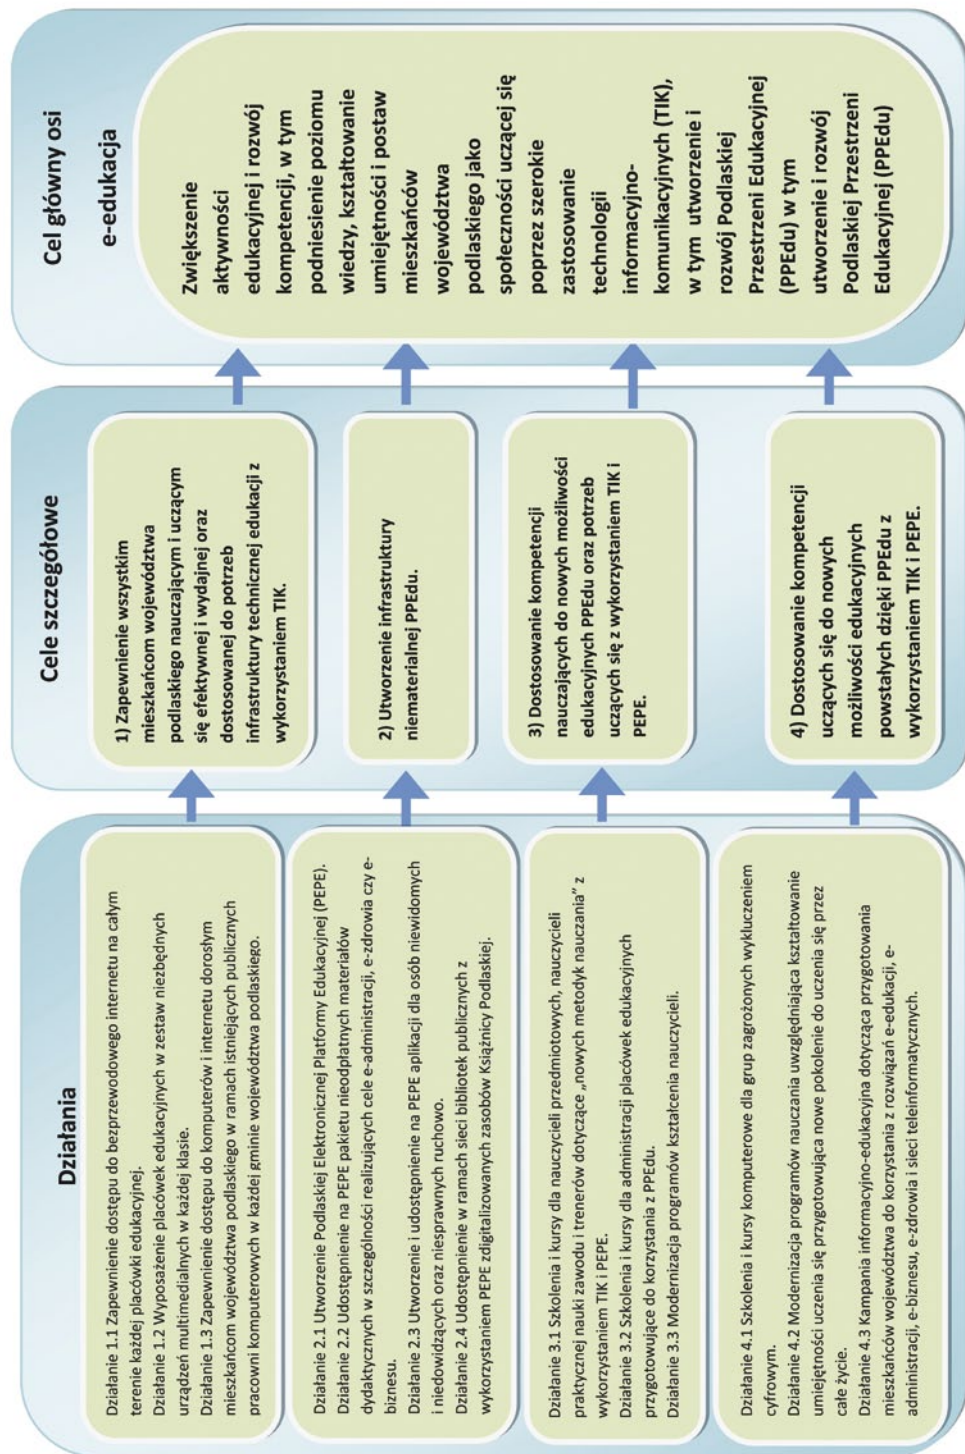 Działania
Działanie 1.1 Zapewnienie dostępu do bezprzewodowego internetu na całym
terenie każdej placówki edukacyjnej.
Działanie 1.2 Wyposażenie placówek edukacyjnych w zestaw niezbędnych
urządzeń multimedialnych w każdej klasie.
Działanie 1.3 Zapewnienie dostępu do komputerów i internetu dorosłym
mieszkańcom województwa podlaskiego w ramach istniejących publicznych
pracowni komputerowych w każdej gminie województwa podlaskiego.
Działanie 2.1 Utworzenie Podlaskiej Elektronicznej Platformy Edukacyjnej (PEPE).
Działanie 2.2 Udostępnienie na PEPE pakietu nieodpłatnych materiałów
dydaktycznych w szczególności realizujących cele e-administracji, e-zdrowia czy e-
biznesu.
Działanie 2.3 Utworzenie i udostępnienie na PEPE aplikacji dla osób niewidomych
i niedowidzących oraz niesprawnych ruchowo.
Działanie 2.4 Udostępnienie w ramach sieci bibliotek publicznych z
wykorzystaniem PEPE zdigitalizowanych zasobów Książnicy Podlaskiej.
Działanie 3.1 Szkolenia i kursy dla nauczycieli przedmiotowych, nauczycieli
praktycznej nauki zawodu i trenerów dotyczące „nowych metodyk nauczania” z
wykorzystaniem TIK i PEPE.
Działanie 3.2 Szkolenia i kursy dla administracji placówek edukacyjnych
przygotowujące do korzystania z PPEdu.
Działanie 3.3 Modernizacja programów kształcenia nauczycieli.
Działanie 4.1 Szkolenia i kursy komputerowe dla grup zagrożonych wykluczeniem
cyfrowym.
Działanie 4.2 Modernizacja programów nauczania uwzględniająca kształtowanie
umiejętności uczenia się przygotowująca nowe pokolenie do uczenia się przez
całe życie.
Działanie 4.3 Kampania informacyjno-edukacyjna dotycząca przygotowania
mieszkańców województwa do korzystania z rozwiązań e-edukacji, e-
administracji, e-biznesu, e-zdrowia i sieci teleinformatycznych.
Cele szczegółowe
1) Zapewnienie wszystkim
mieszkańcom województwa
podlaskiego nauczającym i uczącym
się efektywnej i wydajnej oraz
dostosowanej do potrzeb
infrastruktury technicznej edukacji z
wykorzystaniem TIK.
2) Utworzenie infrastruktury
niematerialnej PPEdu.
3) Dostosowanie kompetencji
nauczających do nowych możliwości
edukacyjnych PPEdu oraz potrzeb
uczących się z wykorzystaniem TIK i
PEPE.
4) Dostosowanie kompetencji
uczących się do nowych
możliwości edukacyjnych
powstałych dzięki PPEdu z
wykorzystaniem TIK i PEPE.
Cel główny osi
e-edukacja
Zwiększenie
aktywności
edukacyjnej i rozwój
kompetencji, w tym
podniesienie poziomu
wiedzy, kształtowanie
umiejętności i postaw
mieszkańców
województwa
podlaskiego jako
społeczności uczącej się
poprzez szerokie
zastosowanie
technologii
informacyjno-
komunikacyjnych (TIK),
w tym utworzenie i
rozwój Podlaskiej
Przestrzeni Edukacyjnej
(PPEdu) w tym
utworzenie i rozwój
Podlaskiej Przestrzeni
Edukacyjnej (PPEdu)